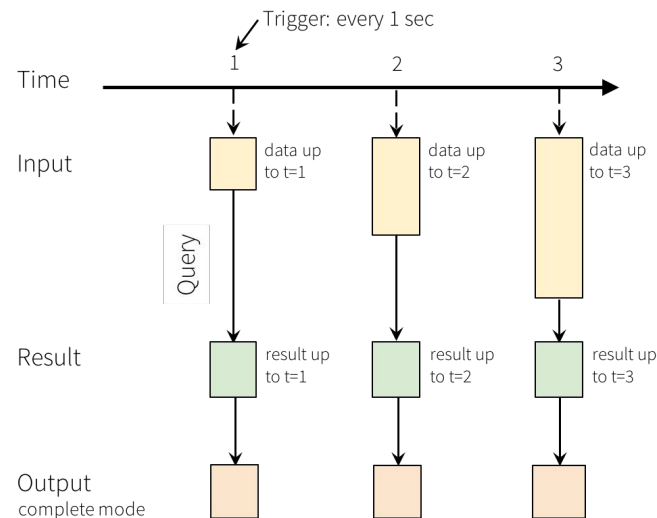 Trigger: every 1 sec
1
2
3
Time
Input
data up
to t=1
data up
to t=2
data up
to t=3
Query
Result
result up
to t=1
result up
to t=2
result up
to t=3
Output
complete mode